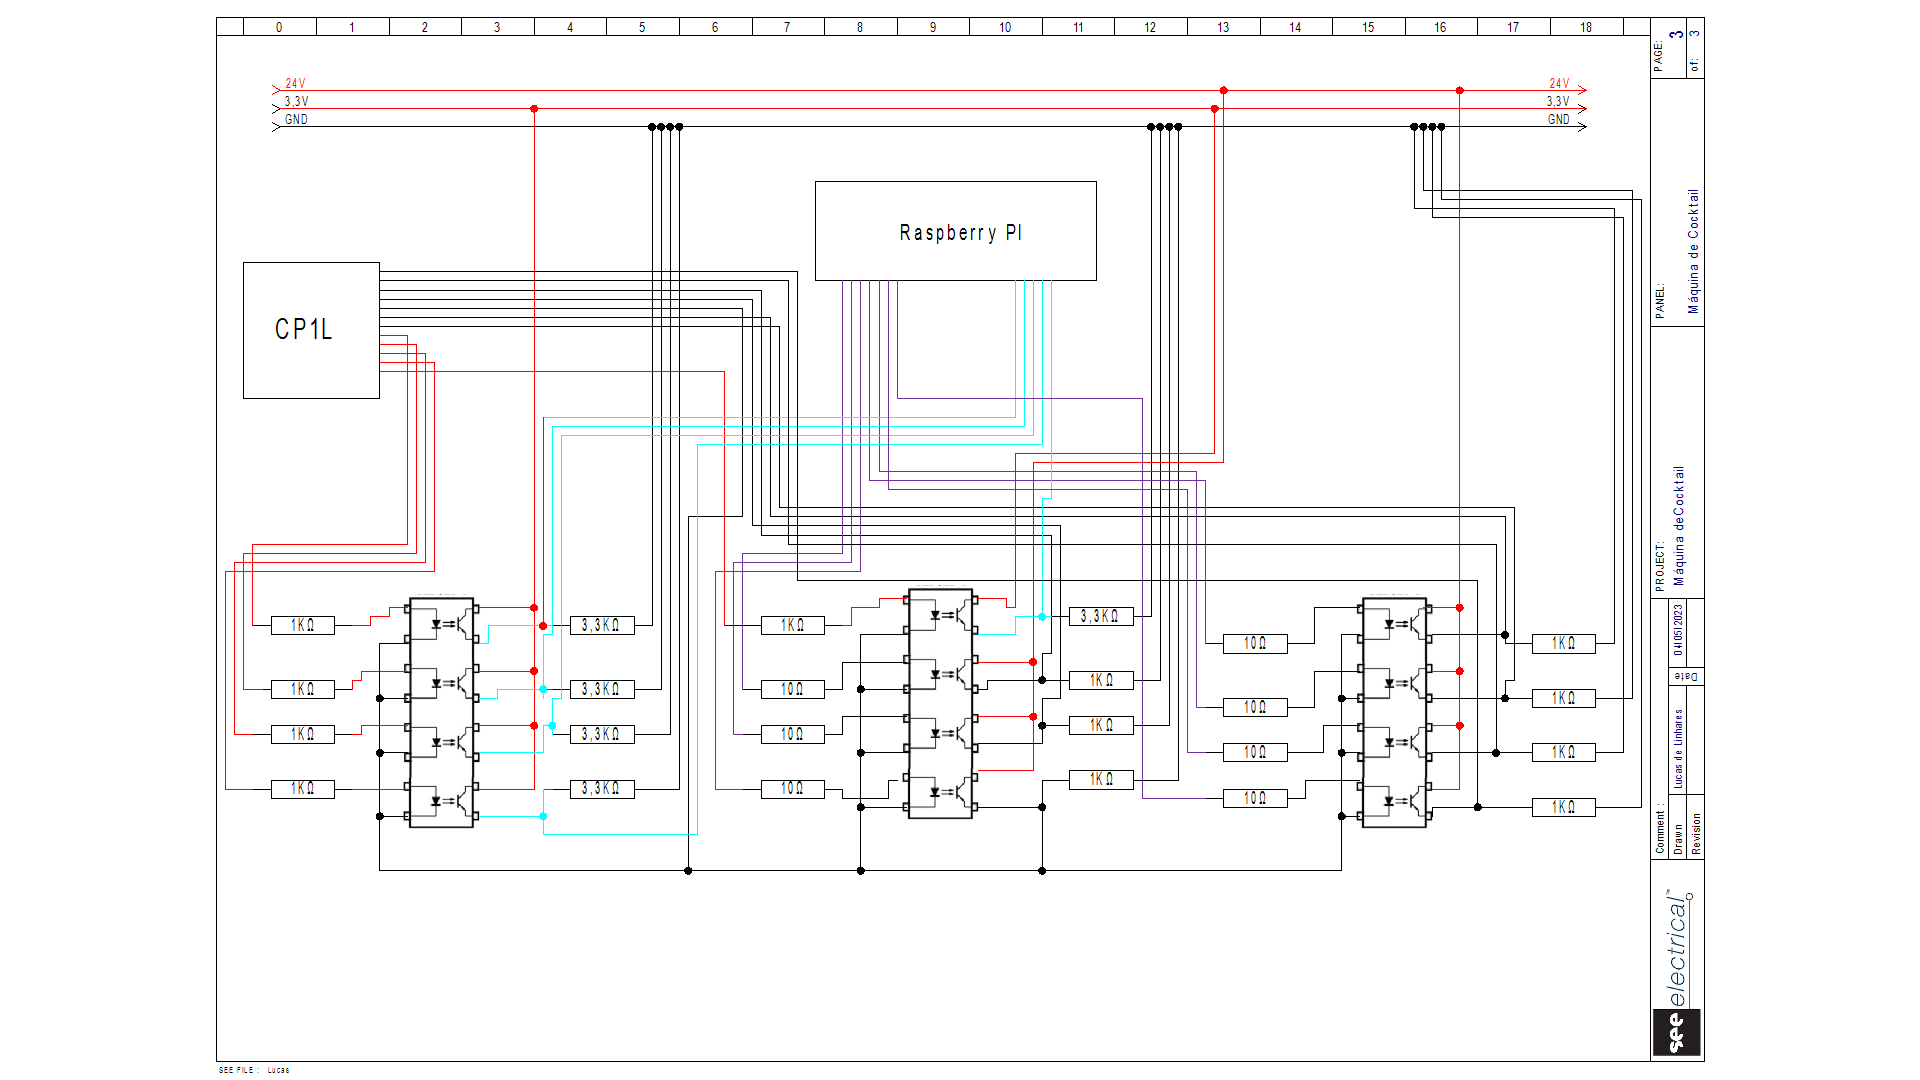 0 1 2 3 4 5 6 7 8 9 10 11 12 13 14 15 16 17 18
24V 24V
3,3V 3,3V
GND GND
Raspberry PI
CP1L
1KΩ 3,3KΩ 1KΩ 3,3KΩ 10Ω 1KΩ
1KΩ 3,3KΩ 10Ω 1KΩ 10Ω 1KΩ
1KΩ 3,3KΩ 10Ω 1KΩ 10Ω 1KΩ
1KΩ 3,3KΩ 10Ω 1KΩ 10Ω 1KΩ
PAGE: 3
of: 3
PANEL: Máquina de Cocktail
PROJECT: Máquina deCocktail
04|05|2023
Date
Lucas de Linhares
Comment :
Drawn
Revision
see electrical™
SEE FILE : Lucas